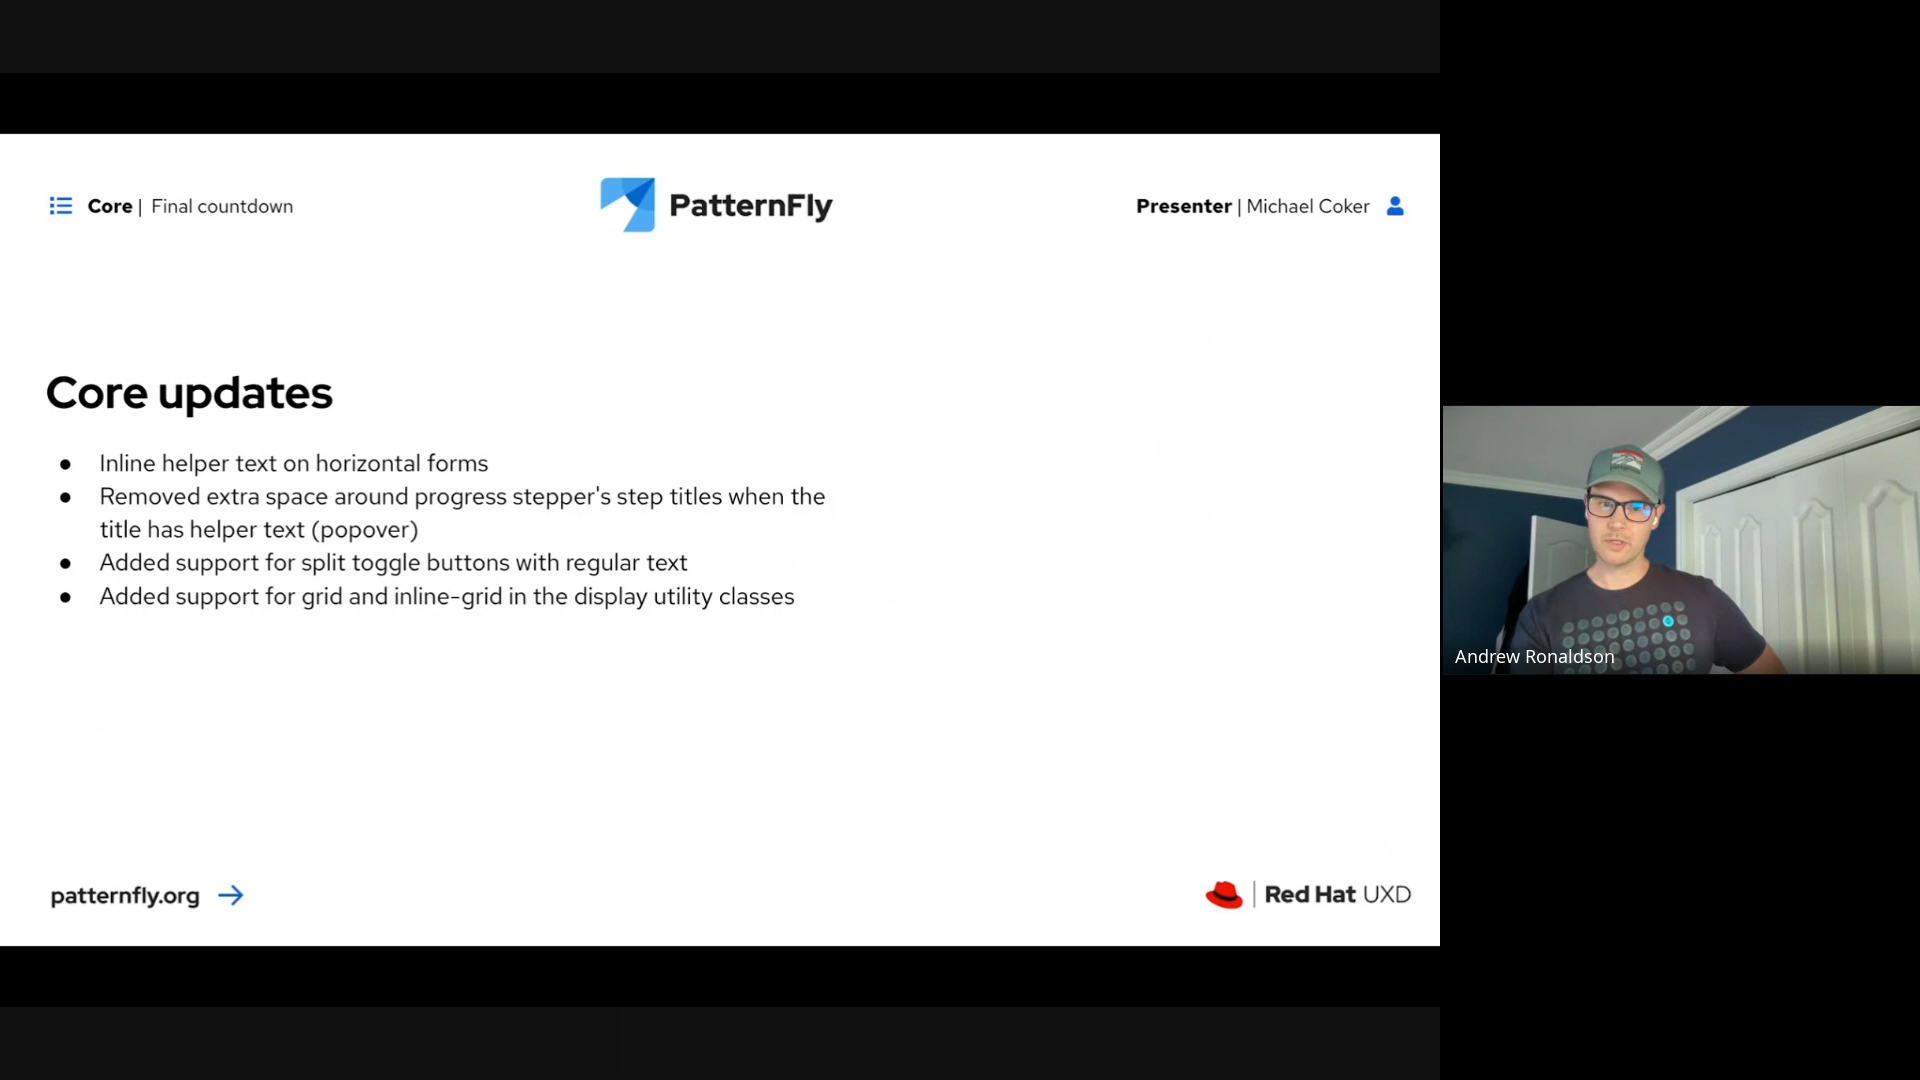 Core | Final countdown
PatternFly
Presenter | Michael Coker
Core updates
● Inline helper text on horizontal forms
● Removed extra space around progress stepper's step titles when the
title has helper text (popover)
● Added support for split toggle buttons with regular text
● Added support for grid and inline-grid in the display utility classes
Andrew Ronaldson
patternfly.org →
Red Hat UXD